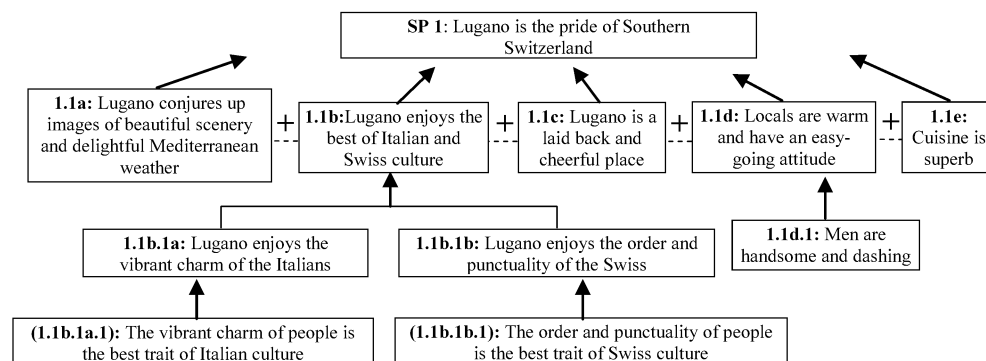 SP 1: Lugano is the pride of Southern
Switzerland
1.1a: Lugano conjures up
images of beautiful scenery
and delightful Mediterranean
weather
+
1.1b:Lugano enjoys the
best of Italian and
Swiss culture
+
1.1c: Lugano is a
laid back and
cheerful place
+
1.1d: Locals are warm
and have an easy-
going attitude
+
1.1e:
Cuisine is
superb
1.1b.1a: Lugano enjoys the
vibrant charm of the Italians
1.1b.1b: Lugano enjoys the order and
punctuality of the Swiss
1.1d.1: Men are
handsome and dashing
(1.1b.1a.1): The vibrant charm of people is
the best trait of Italian culture
(1.1b.1b.1): The order and punctuality of people
is the best trait of Swiss culture